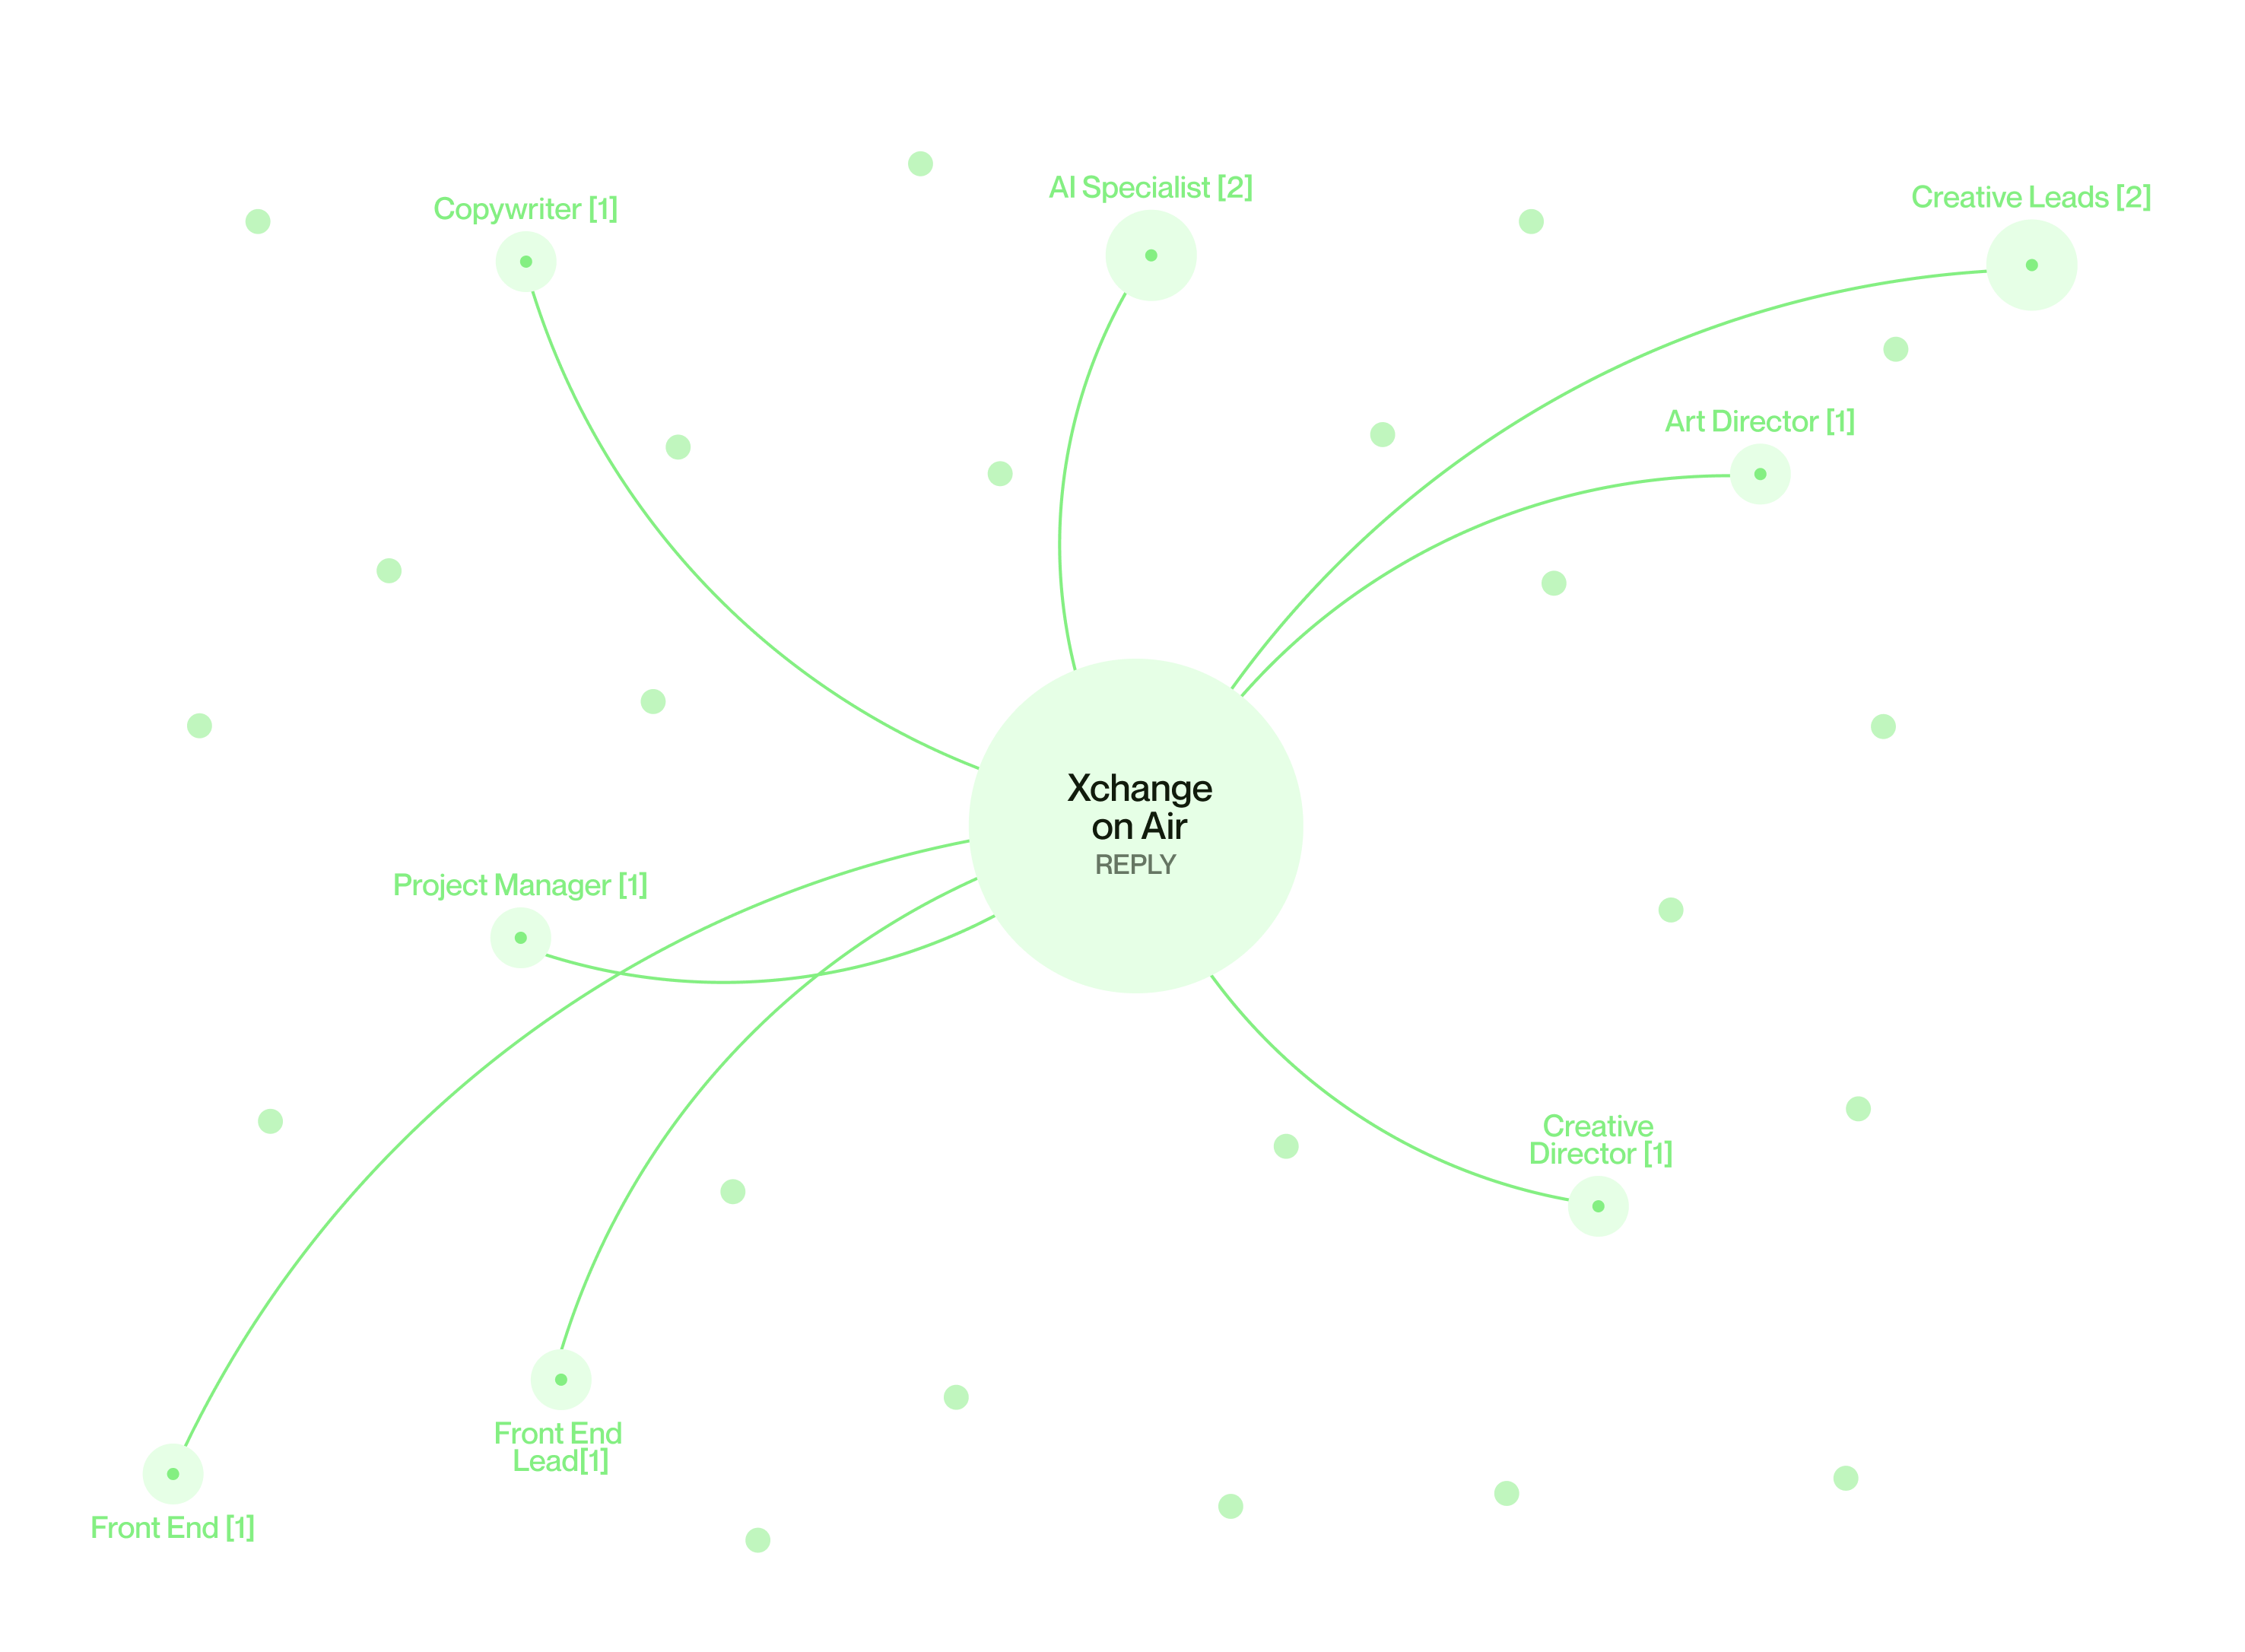 Copywriter [1]
AI Specialist [2]
Creative Leads [2]
Art Director [1]
Xchange
on Air
REPLY
Project Manager [1]
Creative
Director [1]
Front End
Lead[1]
Front End [1]